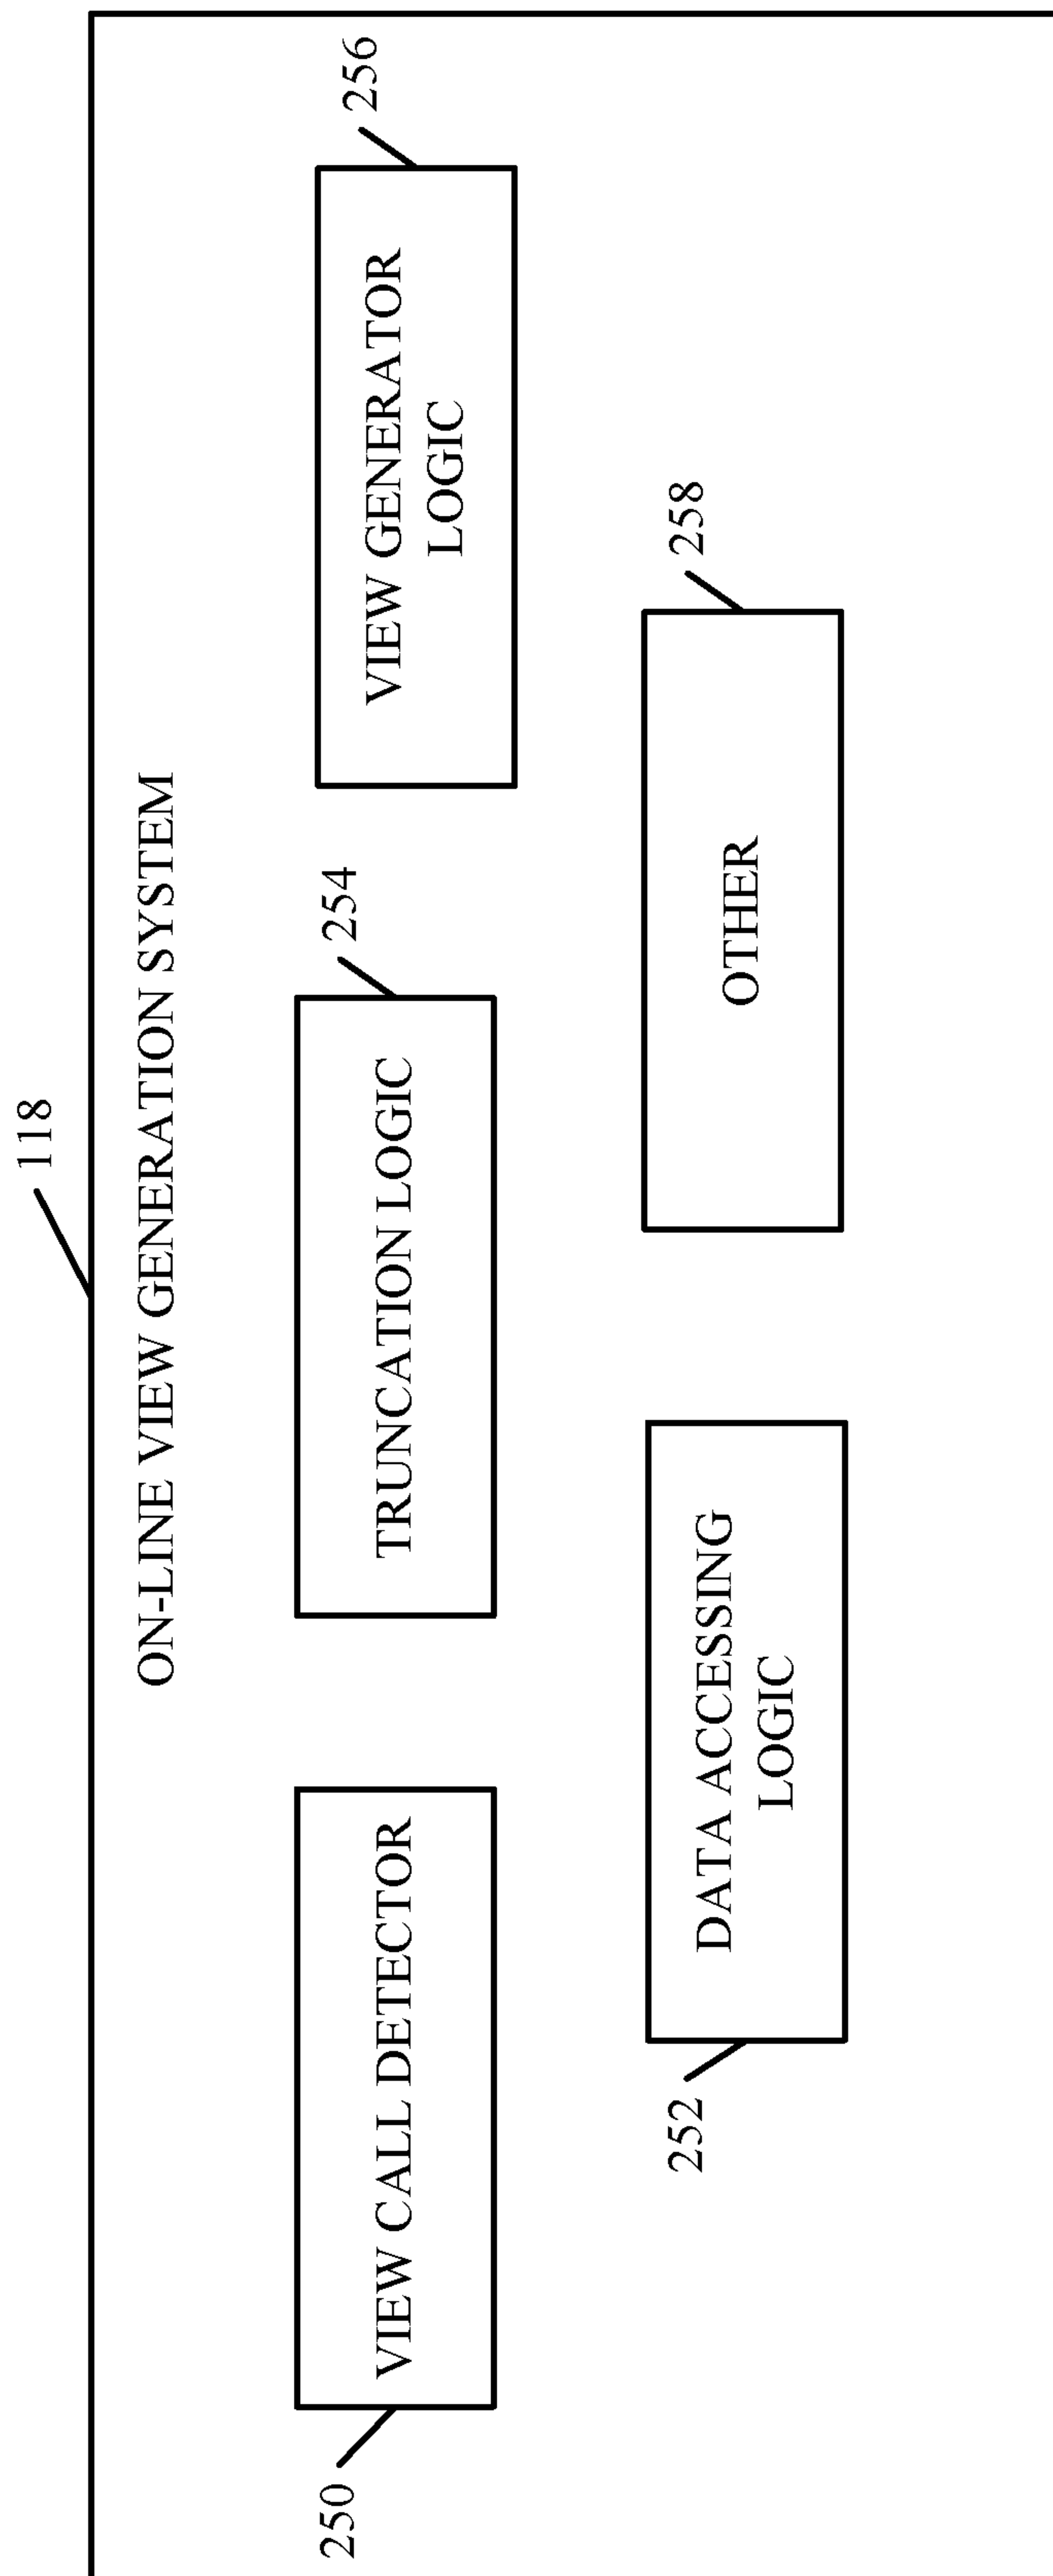 118
ON-LINE VIEW GENERATION SYSTEM
250
VIEW CALL DETECTOR
254
TRUNCATION LOGIC
256
VIEW GENERATOR
LOGIC
252
DATA ACCESSING
LOGIC
258
OTHER